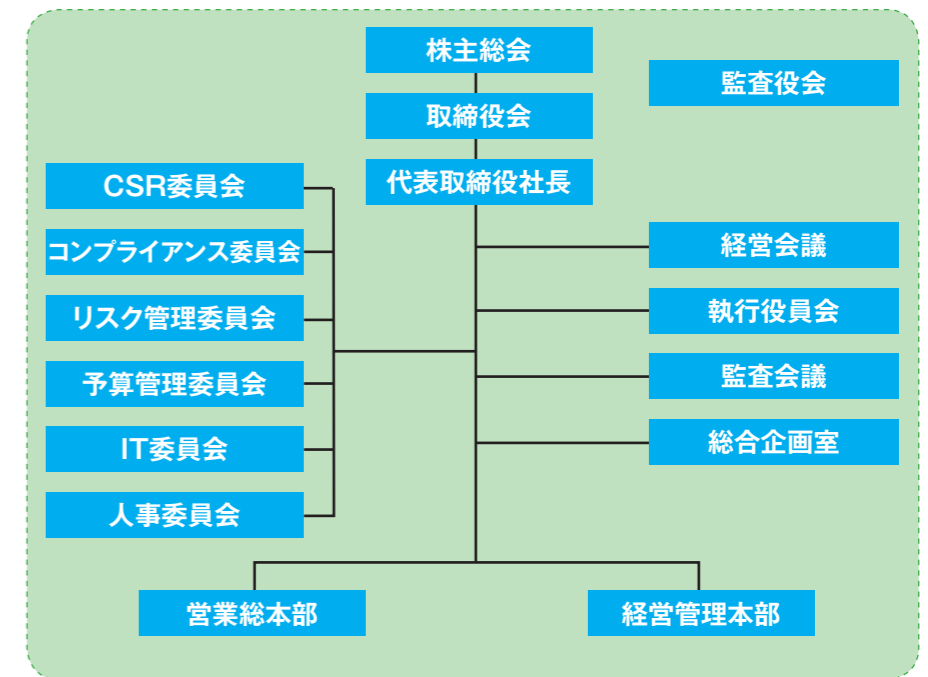 株主総会
監査役会
取締役会
代表取締役社長
CSR委員会
コンプライアンス委員会
リスク管理委員会
予算管理委員会
IT委員会
人事委員会
経営会議
執行役員会
監査会議
総合企画室
営業総本部
経営管理本部